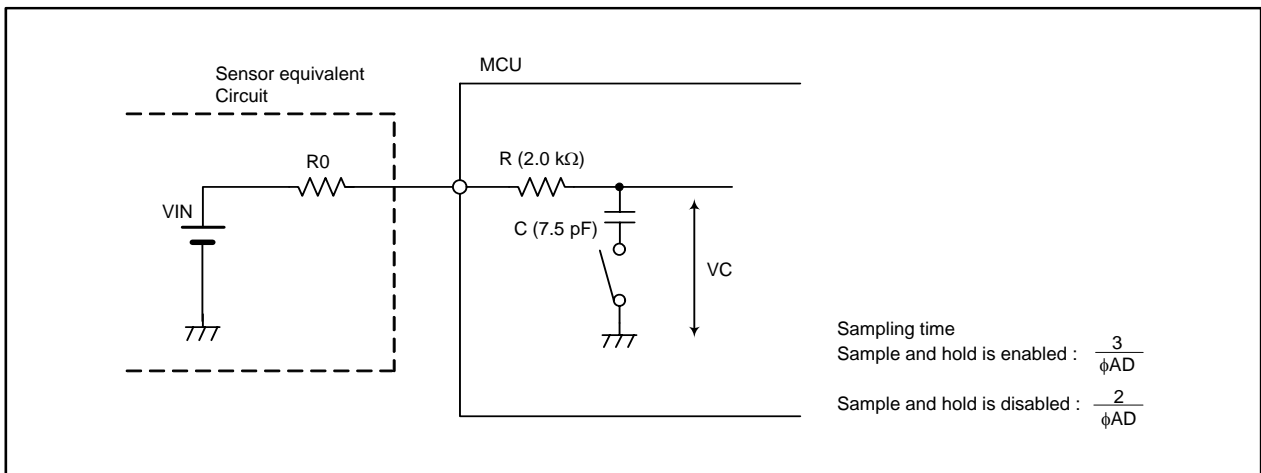 MCU
Sensor equivalent
Circuit
R0
R (2.0 kΩ)
VIN
C (7.5 pF)
VC
Sampling time
Sample and hold is enabled : 3
ϕAD
Sample and hold is disabled : 2
ϕAD